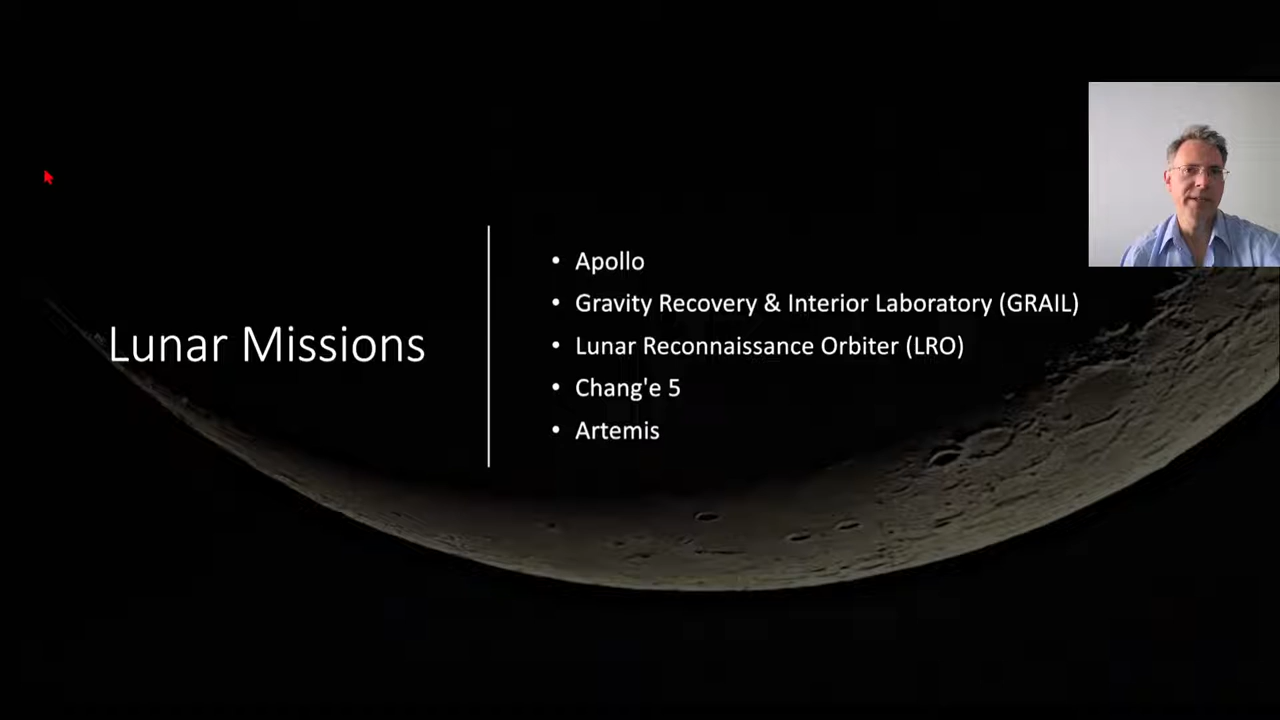 Lunar Missions
• Apollo
• Gravity Recovery & Interior Laboratory (GRAIL)
• Lunar Reconnaissance Orbiter (LRO)
• Chang'e 5
• Artemis